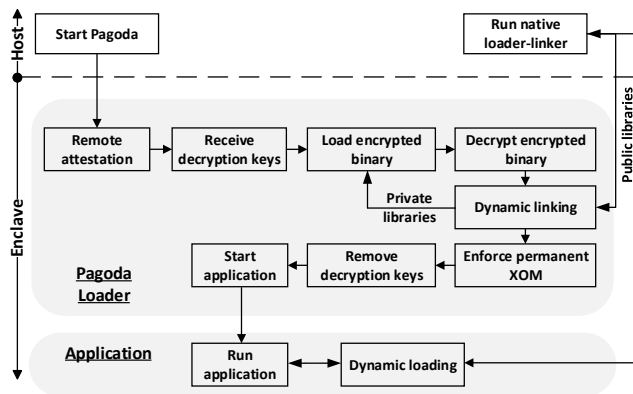 Host
Start Pagoda
Run native
loader-linker
Public libraries
Enclave
Remote
attestation
Receive
decryption keys
Load encrypted
binary
Decrypt encrypted
binary
Private
libraries
Dynamic linking
Start
application
Remove
decryption keys
Enforce permanent
XOM
Pagoda
Loader
Application
Run
application
Dynamic loading